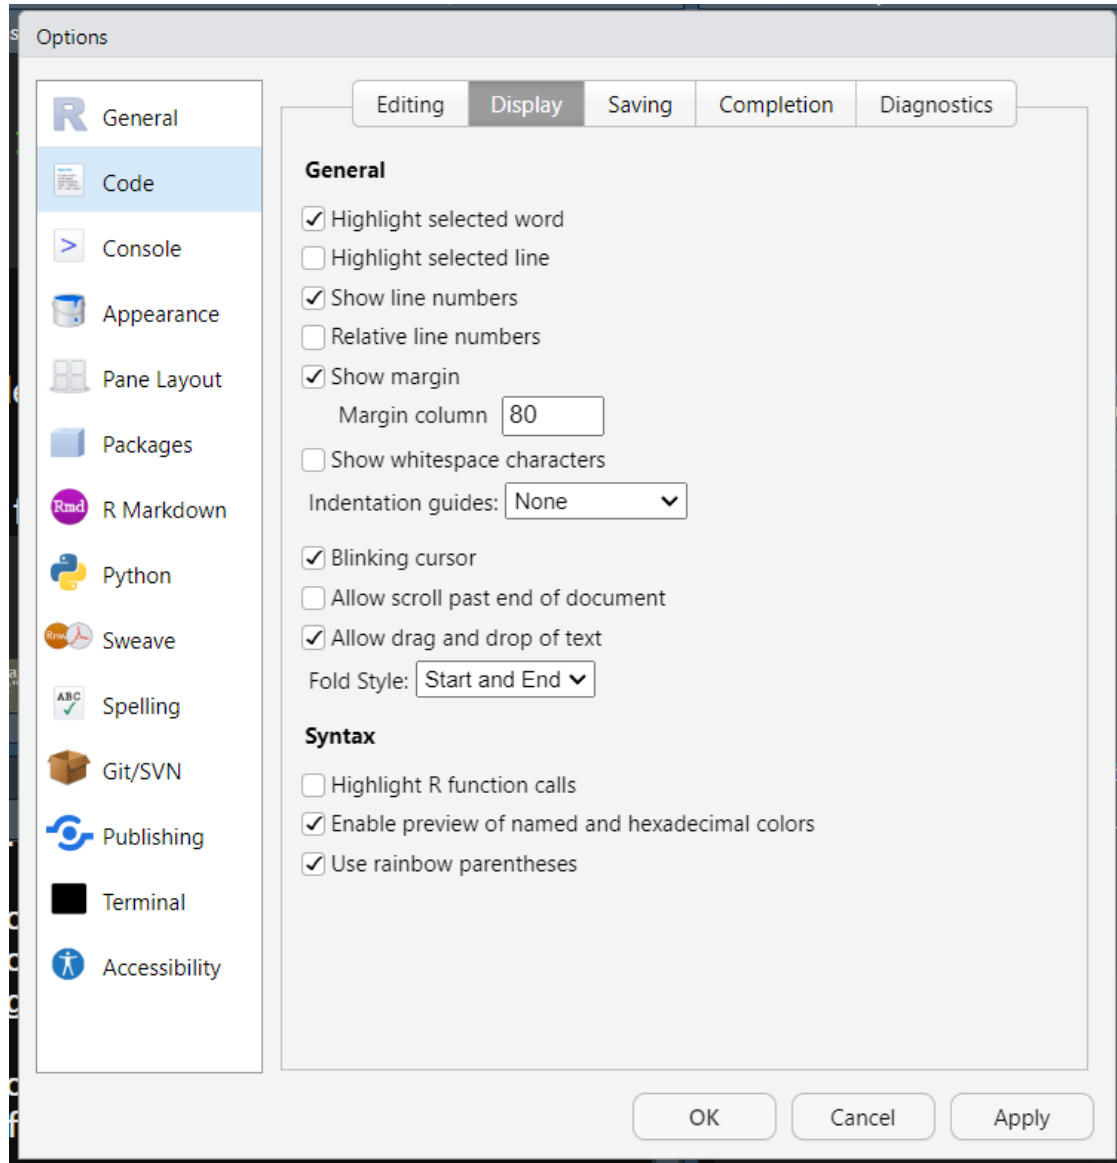 Options
General
Code
Console
Appearance
Pane Layout
Packages
Rmd R Markdown
Python
Rnw Sweave
ABC Spelling
Git/SVN
Publishing
Terminal
Accessibility
Editing Display Saving Completion Diagnostics
General
Highlight selected word
Highlight selected line
Show line numbers
Relative line numbers
Show margin
Margin column 80
Show whitespace characters
Indentation guides: None
Blinking cursor
Allow scroll past end of document
Allow drag and drop of text
Fold Style: Start and End
Syntax
Highlight R function calls
Enable preview of named and hexadecimal colors
Use rainbow parentheses
OK Cancel Apply